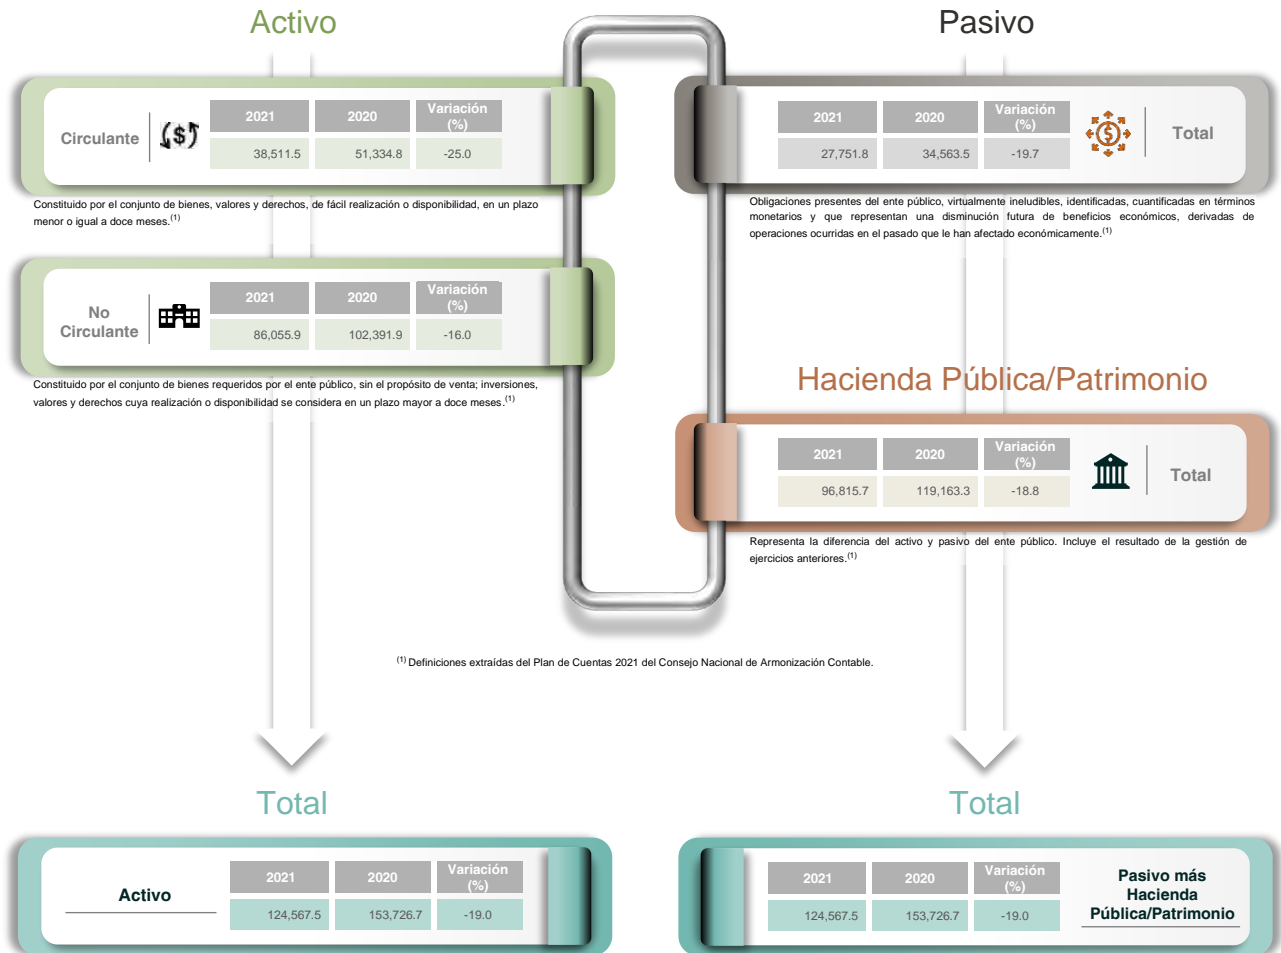 Activo
Circulante
2021 2020 Variación (%)
38,511.5 51,334.8 -25.0
Constituido por el conjunto de bienes, valores y derechos, de fácil realización o disponibilidad, en un plazo
menor o igual a doce meses.(1)
No
Circulante
2021 2020 Variación (%)
86,055.9 102,391.9 -16.0
Constituido por el conjunto de bienes requeridos por el ente público, sin el propósito de venta; inversiones,
valores y derechos cuya realización o disponibilidad se considera en un plazo mayor a doce meses.(1)
Pasivo
2021 2020 Variación (%)
27,751.8 34,563.5 -19.7
Total
Obligaciones presentes del ente público, virtualmente ineludibles, identificadas, cuantificadas en términos
monetarios y que representan una disminución futura de beneficios económicos, derivadas de
operaciones ocurridas en el pasado que le han afectado económicamente.(1)
Hacienda Pública/Patrimonio
2021 2020 Variación (%)
96,815.7 119,163.3 -18.8
Total
Representa la diferencia del activo y pasivo del ente público. Incluye el resultado de la gestión de
ejercicios anteriores.(1)
(1) Definiciones extraídas del Plan de Cuentas 2021 del Consejo Nacional de Armonización Contable.
Total
Activo
2021 2020 Variación (%)
124,567.5 153,726.7 -19.0
Total
2021 2020 Variación (%)
124,567.5 153,726.7 -19.0
Pasivo más
Hacienda
Pública/Patrimonio